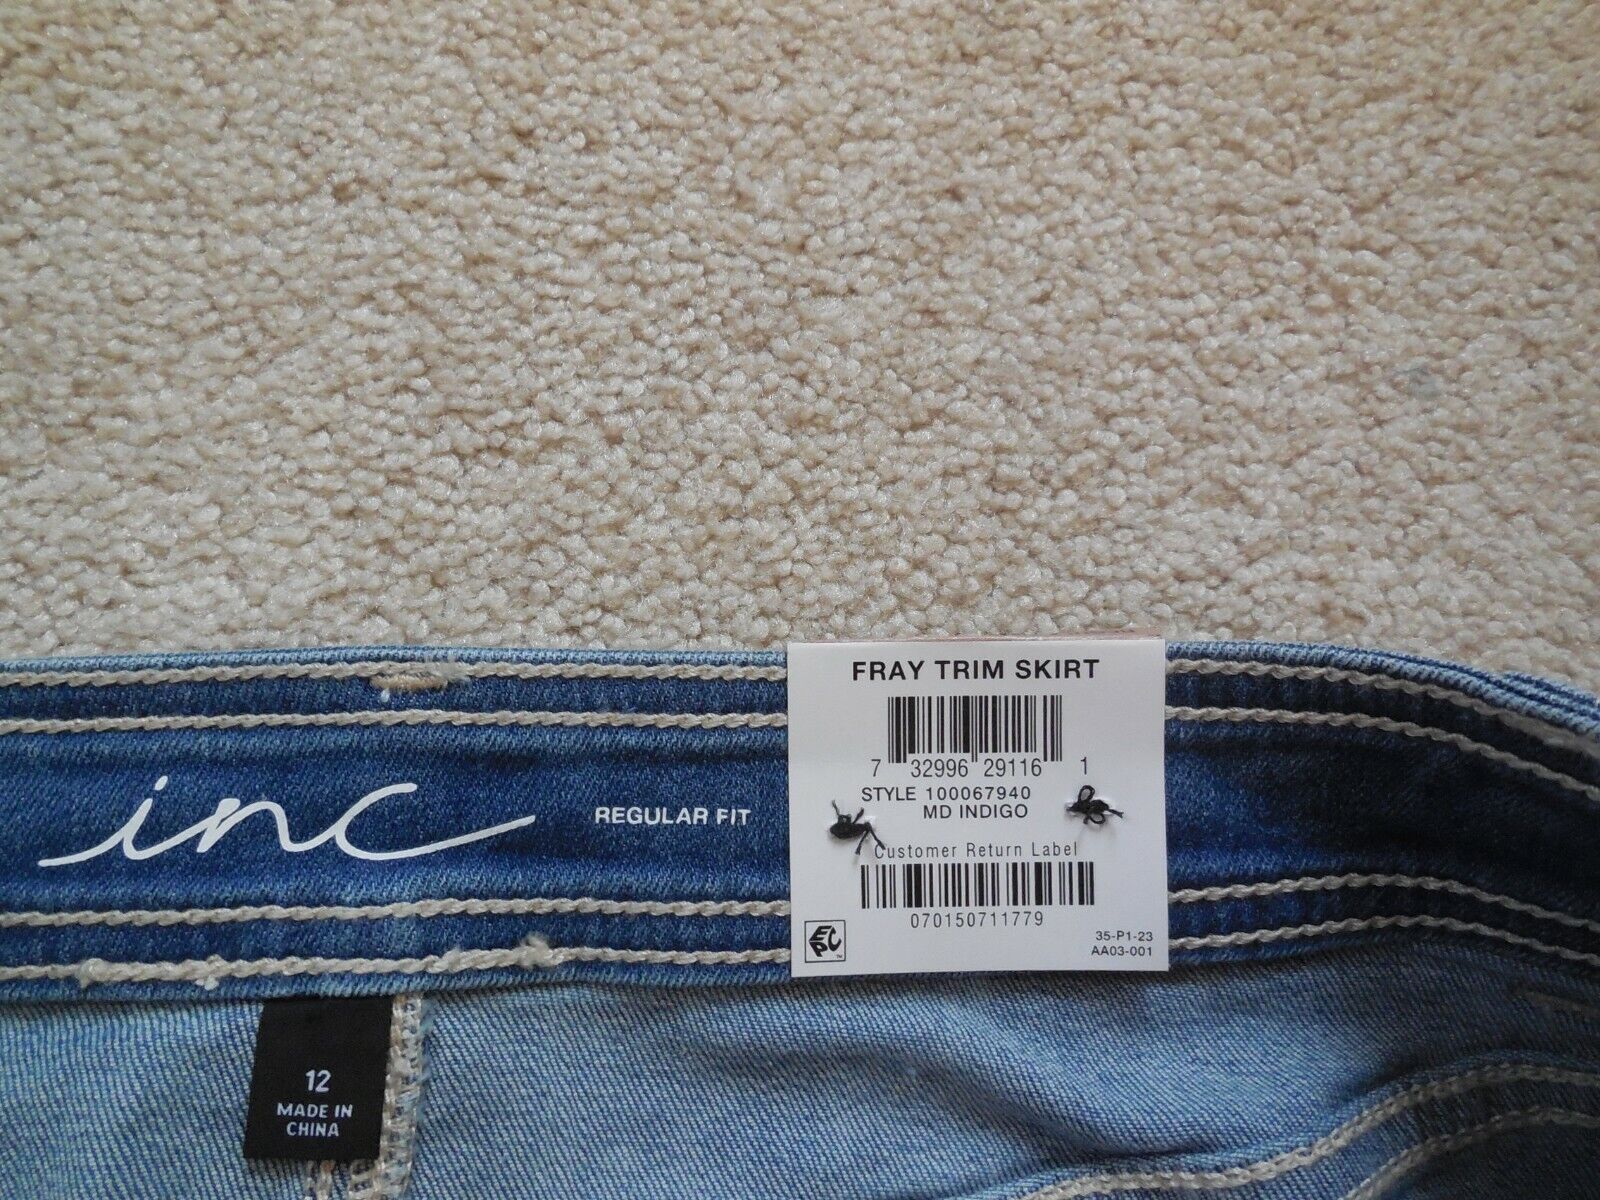 FRAY TRIM SKIRT
7 32996 29116 1
STYLE 100067940
MD INDIGO
Customer Return Label
070150711779
EPC
35-P1-23
AA03-001
inc REGULAR FIT
12
MADE IN
CHINA